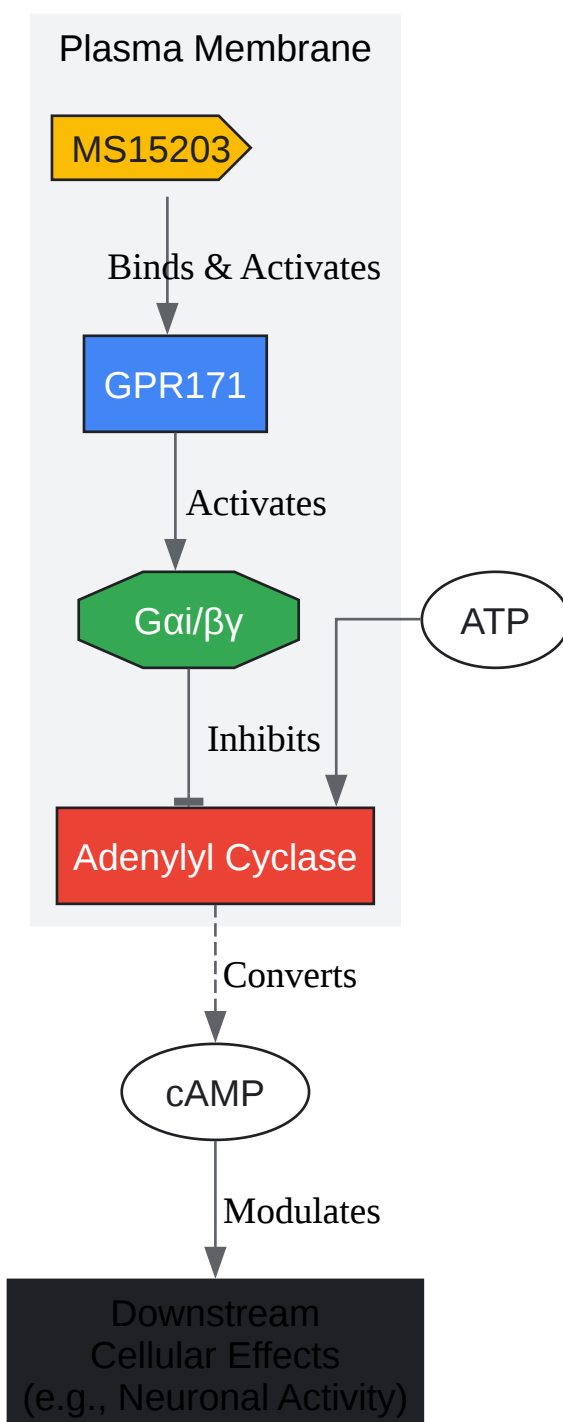 Plasma Membrane
MS15203
Binds & Activates
GPR171
Activates
Gαi/βγ
ATP
Inhibits
Adenylyl Cyclase
Converts
cAMP
Modulates
Downstream
Cellular Effects
(e.g., Neuronal Activity)